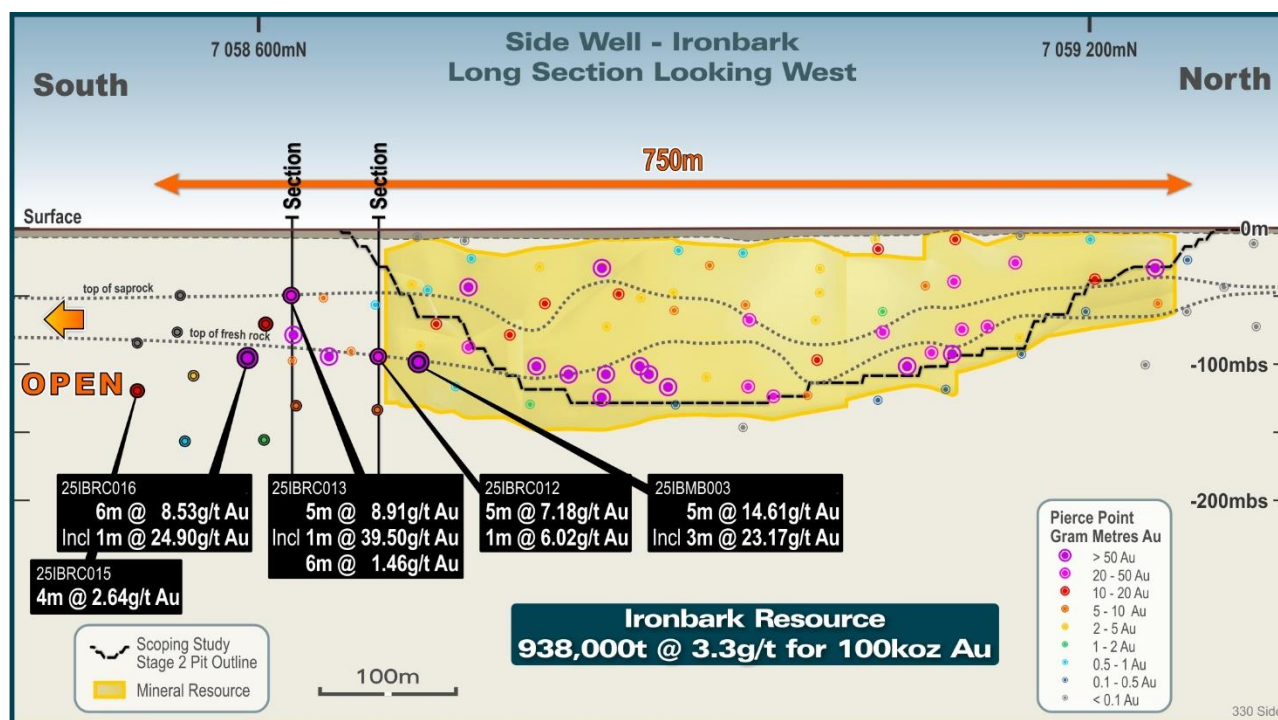 7 058 600mN
Side Well - Ironbark
Long Section Looking West
7 059 200mN
South
North
750m
Section
Section
Surface
0m
top of saprock
top of fresh rock
OPEN
-100mbs
-200mbs
25IBRC016
6m @ 8.53g/t Au
Incl 1m @ 24.90g/t Au
25IBRC015
4m @ 2.64g/t Au
25IBRC013
5m @ 8.91g/t Au
Incl 1m @ 39.50g/t Au
6m @ 1.46g/t Au
25IBRC012
5m @ 7.18g/t Au
1m @ 6.02g/t Au
25IBMB003
5m @ 14.61g/t Au
Incl 3m @ 23.17g/t Au
Pierce Point
Gram Metres Au
> 50 Au
20 - 50 Au
10 - 20 Au
5 - 10 Au
2 - 5 Au
1 - 2 Au
0.5 - 1 Au
0.1 - 0.5 Au
< 0.1 Au
Ironbark Resource
938,000t @ 3.3g/t for 100koz Au
Scoping Study
Stage 2 Pit Outline
Mineral Resource
100m
330 Side